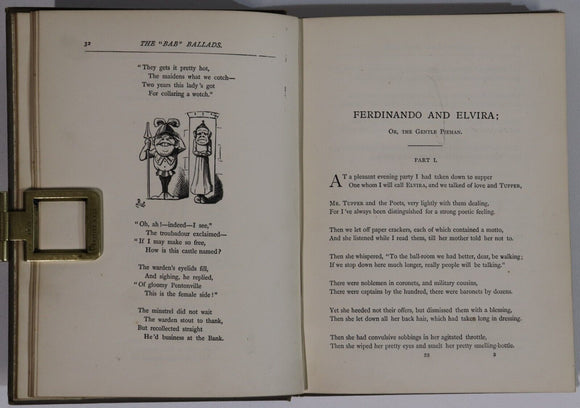 32 THE "BAB" BALLADS.
"They gets it pretty hot,
The maidens what we cotch—
Two years this lady's got
For collaring a wotch."
"Oh, ah!—indeed—I see,"
The troubadour exclaimed—
"If I may make so free,
How is this castle named?
The warden's eyelids fill,
And sighing, he replied,
"Of gloomy Pentonville
This is the female side!"
The minstrel did not wait
The warden stout to thank,
But recollected straight
He'd business at the Bank.
FERDINANDO AND ELVIRA;
OR, THE GENTLE PIEMAN.
PART I.
AT a pleasant evening party I had taken down to supper
One whom I will call ELVIRA, and we talked of love and TUPPER,
MR. TUPPER and the Poets, very lightly with them dealing,
For I've always been distinguished for a strong poetic feeling.
Then we let off paper crackers, each of which contained a motto,
And she listened while I read them, till her mother told her not to.
Then she whispered, "To the ball-room we had better, dear, be walking;
If we stop down here much longer, really people will be talking."
There were noblemen in coronets, and military cousins,
There were captains by the hundred, there were baronets by dozens.
Yet she heeded not their offers, but dismissed them with a blessing,
Then she let down all her back hair, which had taken long in dressing.
Then she had convulsive sobbings in her agitated throttle,
Then she wiped her pretty eyes and smelt her pretty smelling-bottle.
33 3